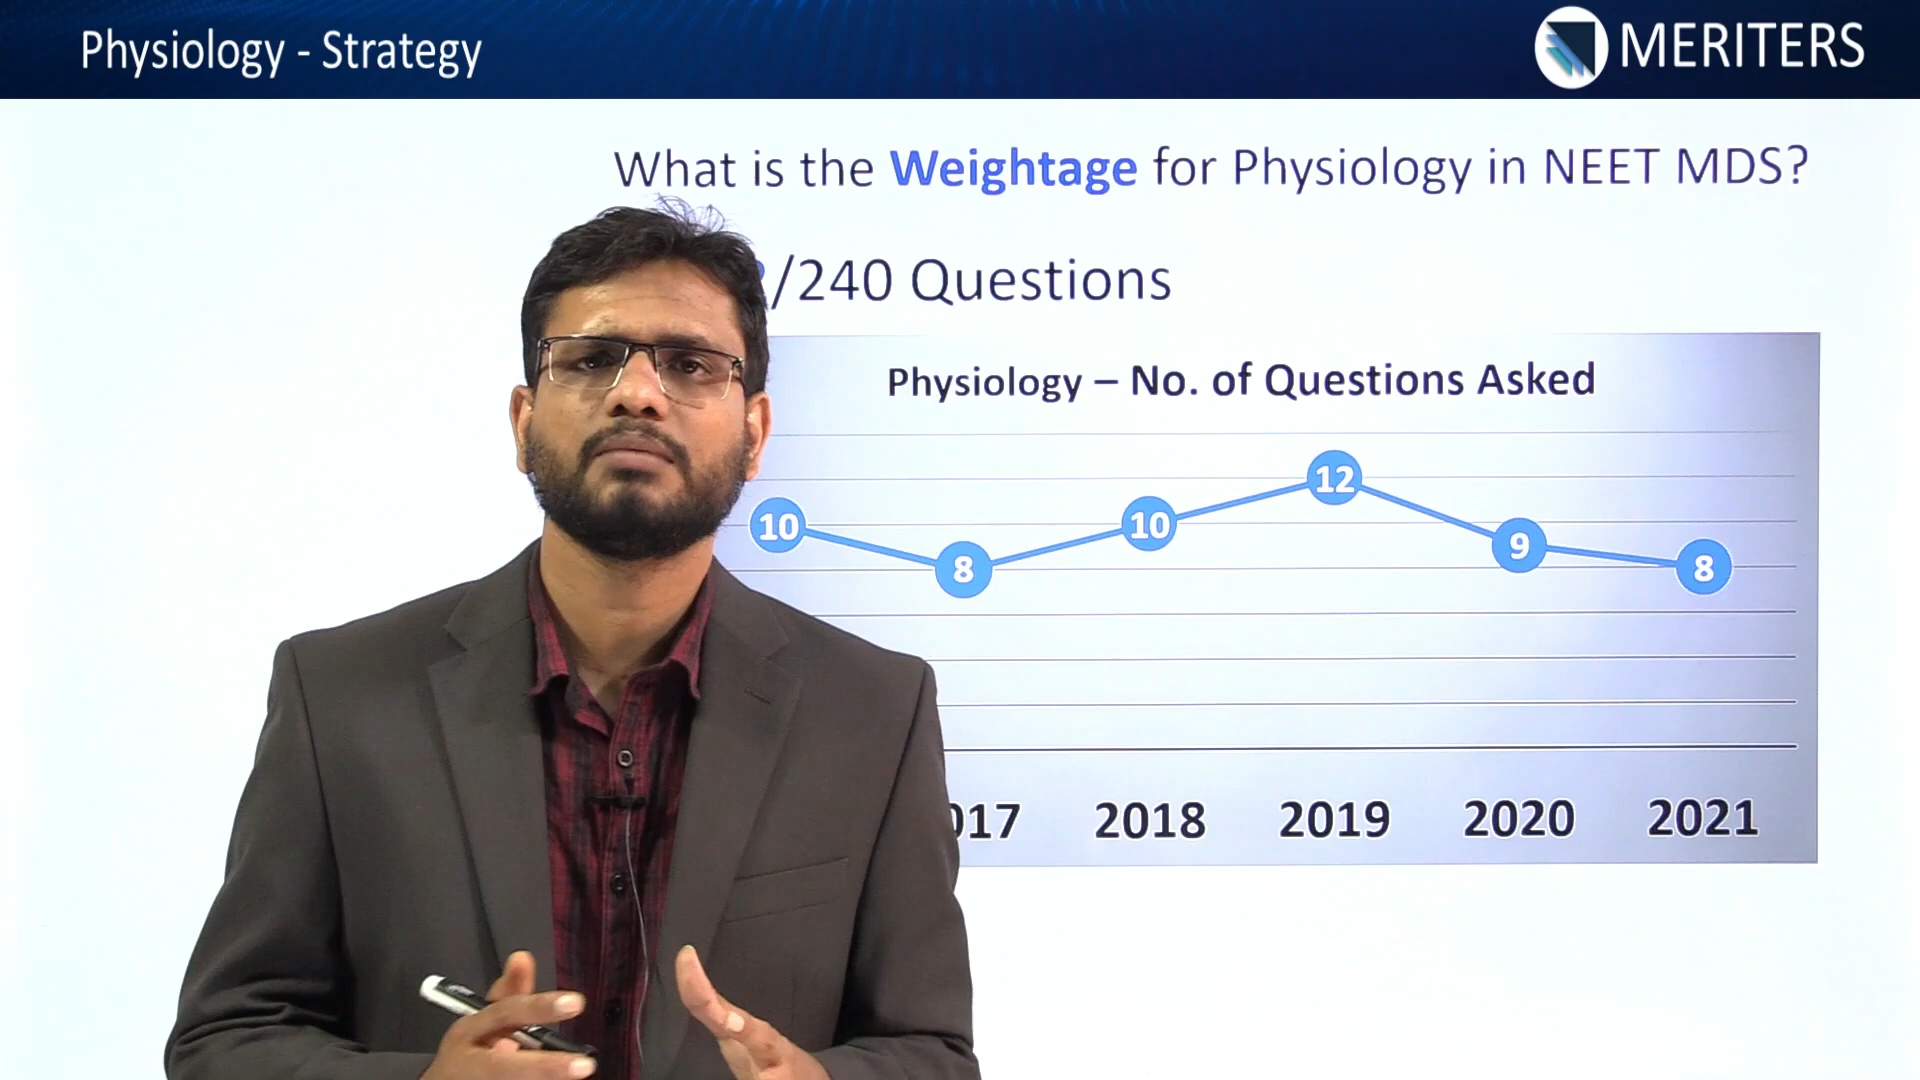 Physiology - Strategy
MERITERS
What is the Weightage for Physiology in NEET MDS?
/240 Questions
Physiology – No. of Questions Asked
10 8 10 12 9 8
2018 2019 2020 2021